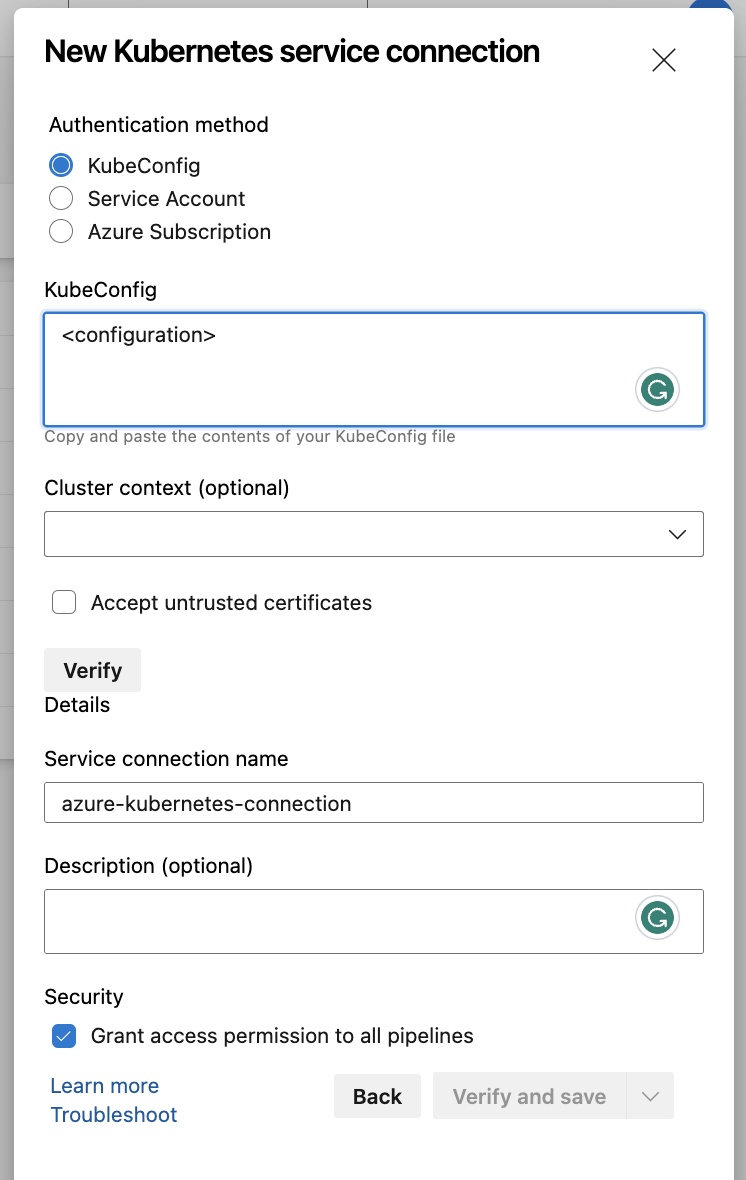 New Kubernetes service connection
Authentication method
KubeConfig
Service Account
Azure Subscription
KubeConfig
<configuration>
Copy and paste the contents of your KubeConfig file
Cluster context (optional)
Accept untrusted certificates
Verify
Details
Service connection name
azure-kubernetes-connection
Description (optional)
Security
Grant access permission to all pipelines
Learn more
Troubleshoot
Back
Verify and save